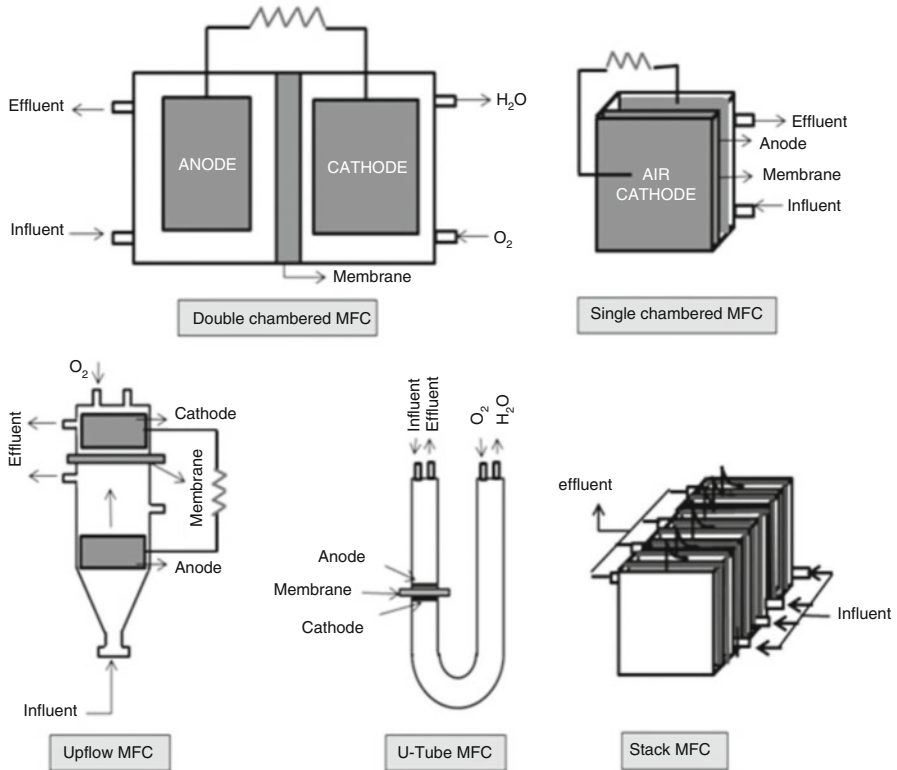 Effluent
Influent
ANODE
CATHODE
H₂O
O₂
Membrane
Double chambered MFC
AIR
CATHODE
Effluent
Anode
Membrane
Influent
Single chambered MFC
O₂
Effluent
Cathode
Membrane
Anode
Influent
Upflow MFC
Influent
Effluent
O₂
H₂O
Anode
Membrane
Cathode
U-Tube MFC
effluent
Influent
Stack MFC